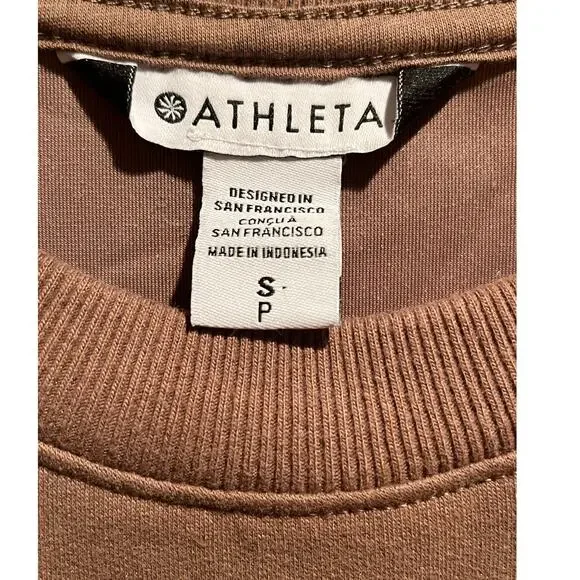 ATHLETA
DESIGNED IN
SAN FRANCISCO
CONÇU À
SAN FRANCISCO
MADE IN INDONESIA
S
P